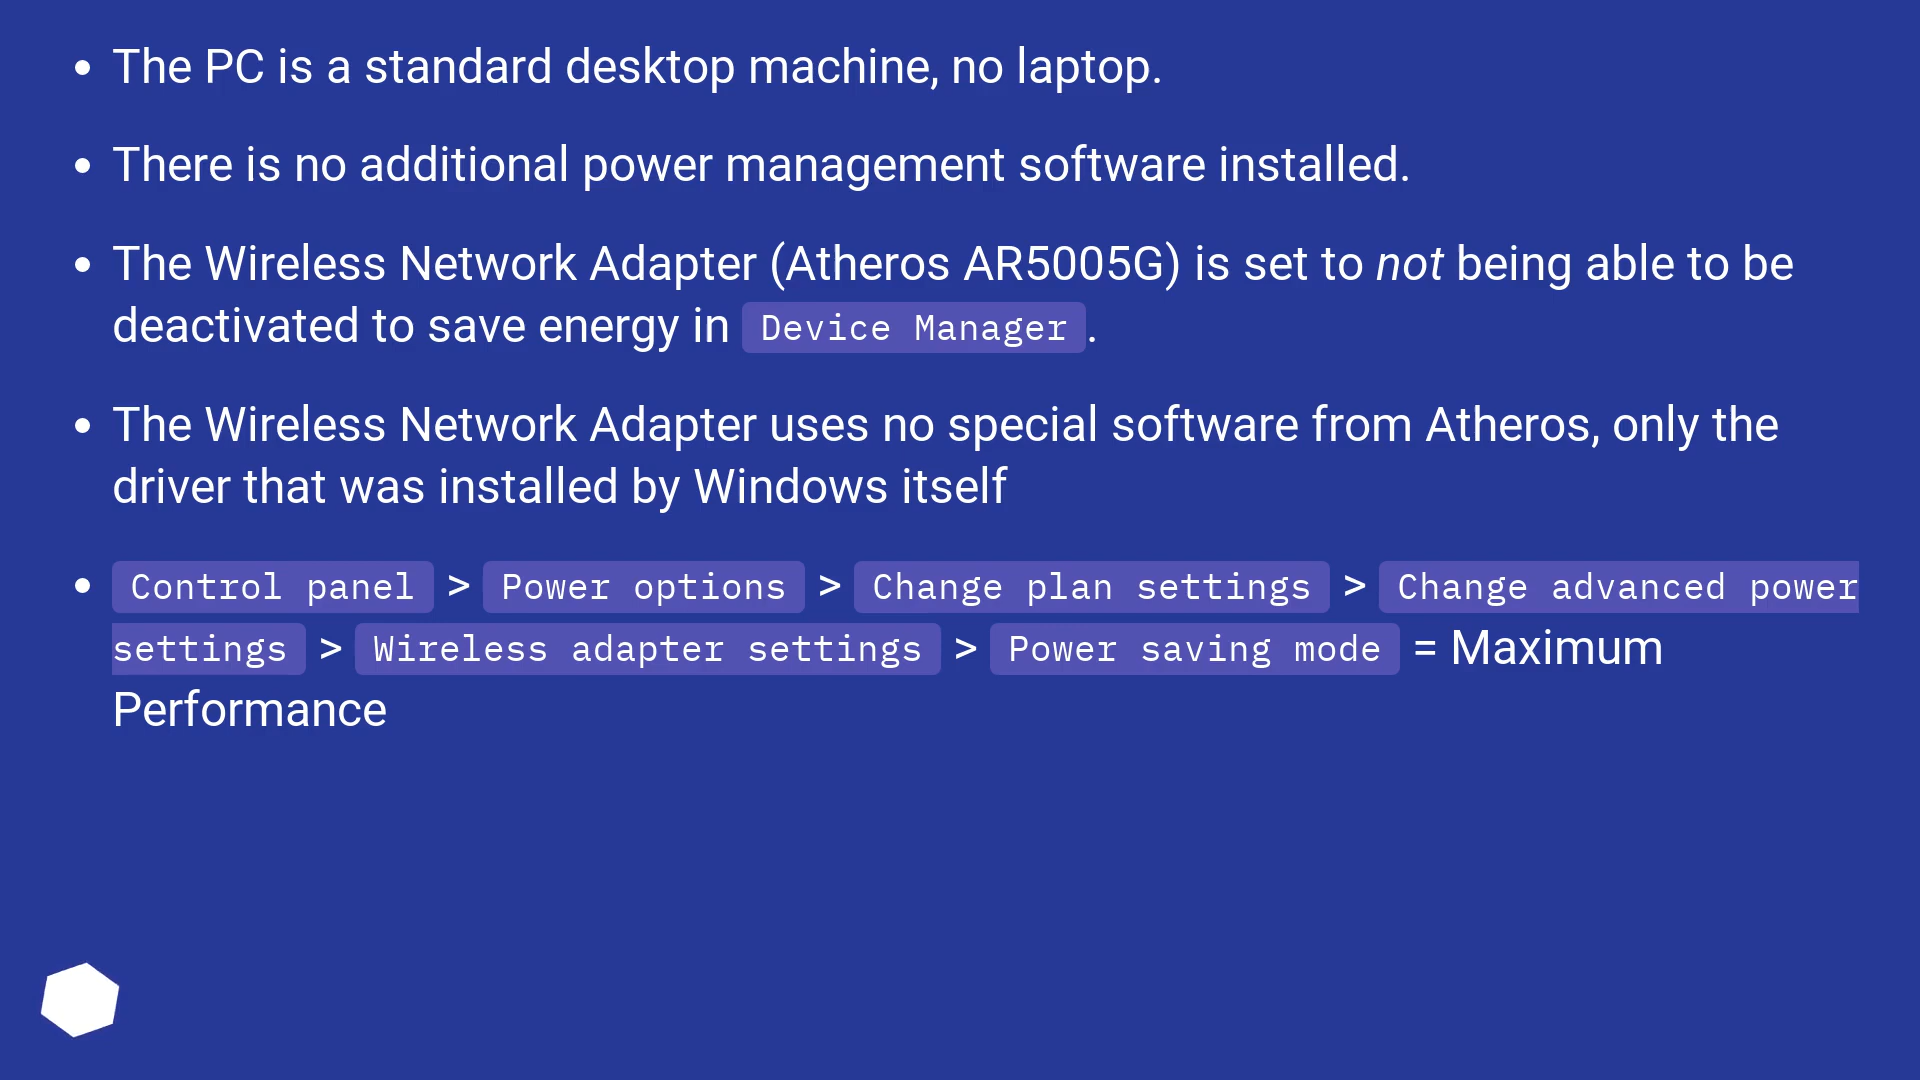 • The PC is a standard desktop machine, no laptop.
• There is no additional power management software installed.
• The Wireless Network Adapter (Atheros AR5005G) is set to not being able to be
deactivated to save energy in Device Manager.
• The Wireless Network Adapter uses no special software from Atheros, only the
driver that was installed by Windows itself
• Control panel > Power options > Change plan settings > Change advanced power
settings > Wireless adapter settings > Power saving mode = Maximum
Performance